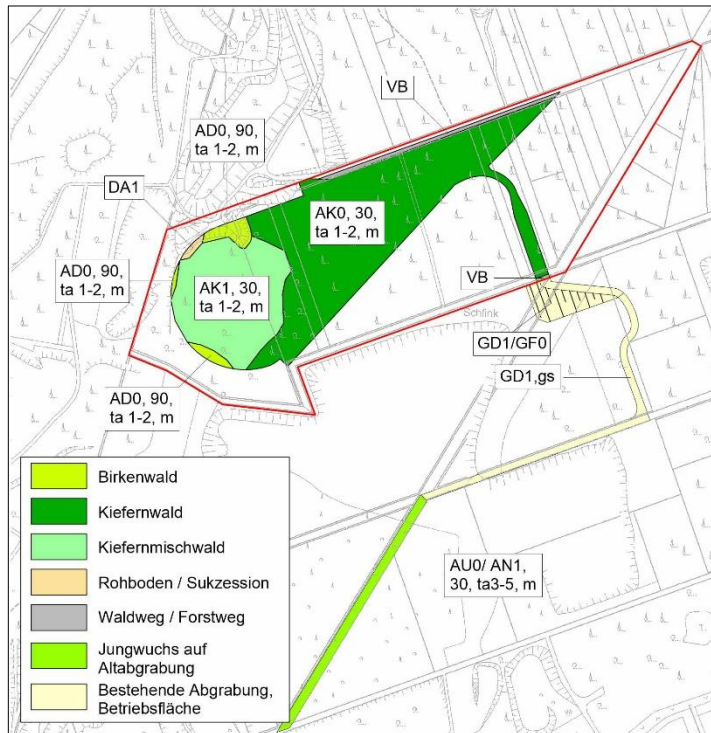 VB
AD0, 90,
ta 1-2, m
DA1
AK0, 30,
ta 1-2, m
AD0, 90,
ta 1-2, m
AK1, 30,
ta 1-2, m
VB
Schlink
GD1/GF0
GD1,gs
AD0, 90,
ta 1-2, m
AU0/ AN1,
30, ta3-5, m
Birkenwald
Kiefernwald
Kiefernmischwald
Rohboden / Sukzession
Waldweg / Forstweg
Jungwuchs auf
Altabgrabung
Bestehende Abgrabung,
Betriebsfläche